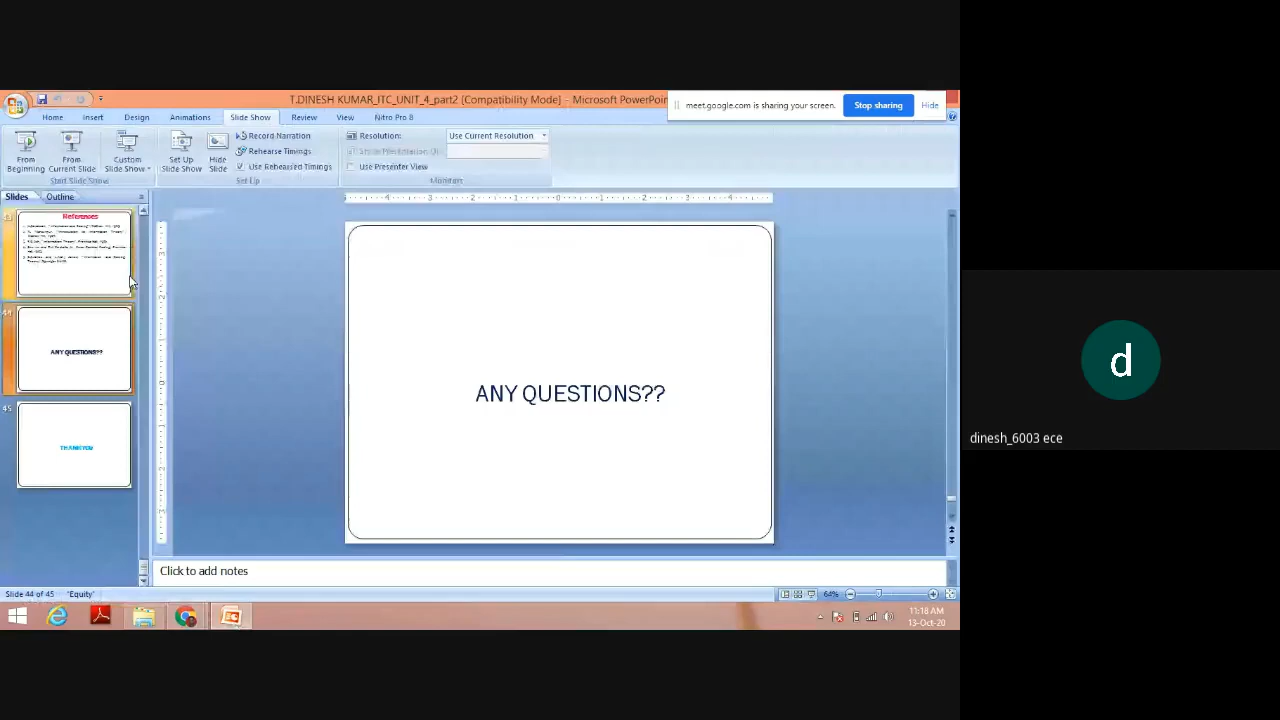 T.DINESH KUMAR_ITC_UNIT_4_part2 [Compatibility Mode] - Microsoft PowerPoin
meet.google.com is sharing your screen.
Stop sharing
Hide
Home
Insert
Design
Animations
Slide Show
Review
View
Nitro Pro 8
From Beginning
From Current Slide
Custom Slide Show
Set Up Slide Show
Hide Slide
Record Narration
Rehearse Timings
Use Rehearsed Timings
Resolution:
Use Current Resolution
Use Presenter View
Start Slide Show
Set Up
Monitors
Slides
Outline
References
44
ANY QUESTIONS??
45
THANKYOU
ANY QUESTIONS??
Click to add notes
Slide 44 of 45
"Equity"
64%
11:18 AM
13-Oct-20
d
dinesh_6003 ece